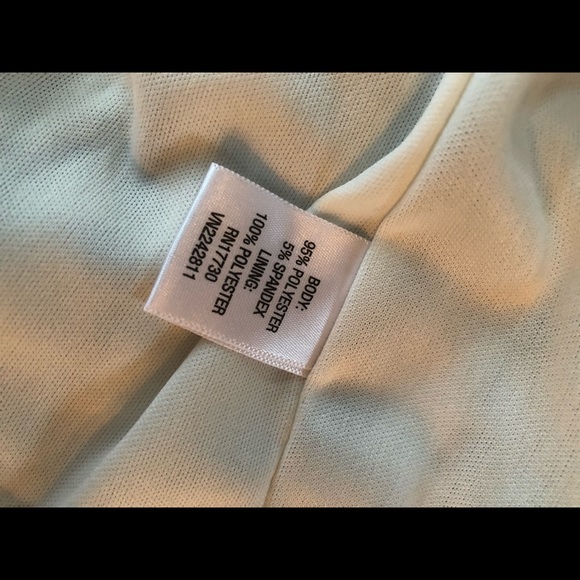 BODY:
95% POLYESTER
5% SPANDEX
LINING:
100% POLYESTER
RN17730
VN2242811